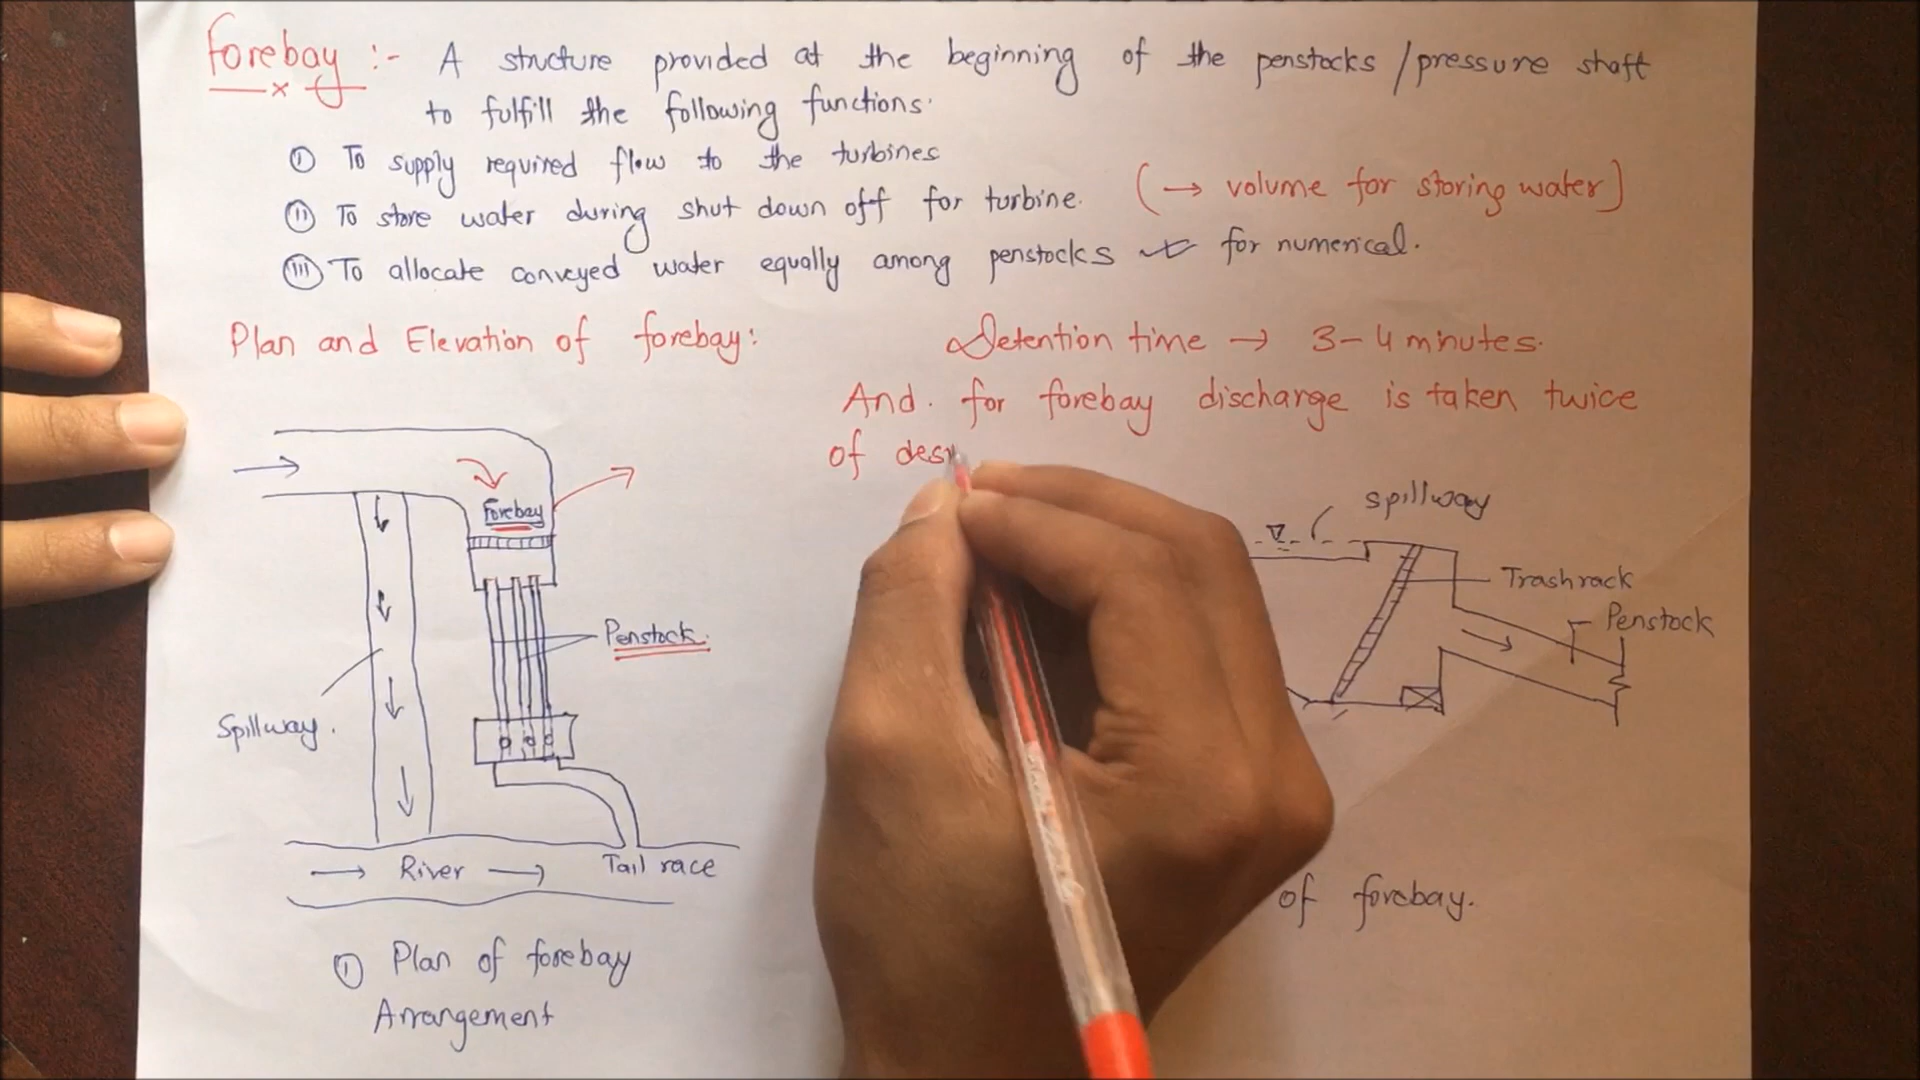 Forebay :- A structure provided at the beginning of the penstocks / pressure shaft
to fulfill the following functions.
(i) To supply required flow to the turbines
(ii) To store water during shut down off for turbine. (→ volume for storing water)
(iii) To allocate conveyed water equally among penstocks for numerical.
Plan and Elevation of forebay:
Detention time → 3-4 minutes.
And. for forebay discharge is taken twice
of des
Forebay
Spillway
Trashrack
Penstock
Penstock.
Spillway.
→ River →
Tail race
of forebay.
① Plan of forebay
Arrangement